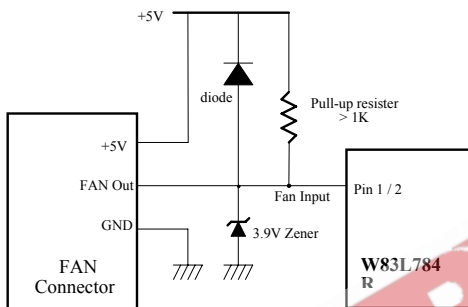 +5V
diode
Pull-up resister
> 1K
+5V
FAN Out
Fan Input
Pin 1 / 2
GND
3.9V Zener
FAN
Connector
W83L784
R